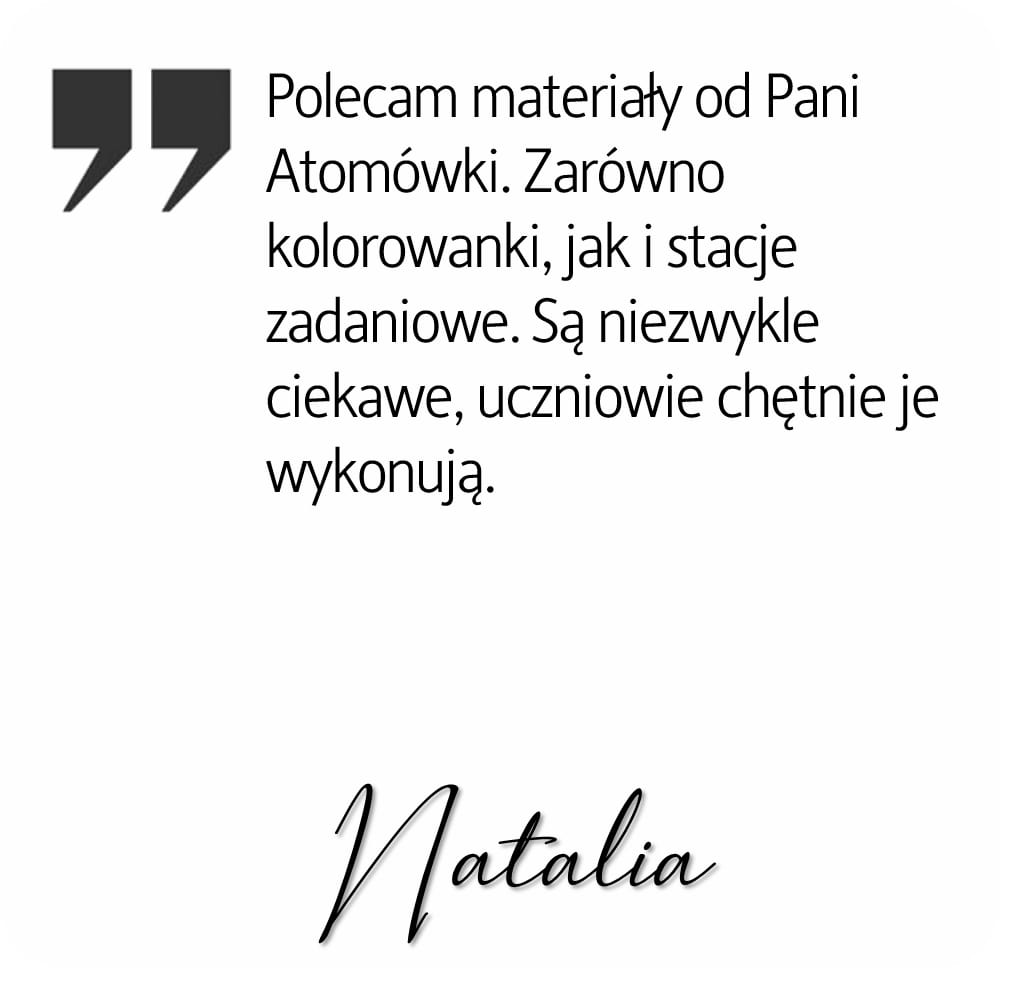 Polecam materiały od Pani
Atomówki. Zarówno
kolorowanki, jak i stacje
zadaniowe. Są niezwykle
ciekawe, uczniowie chętnie je
wykonują.
Natalia